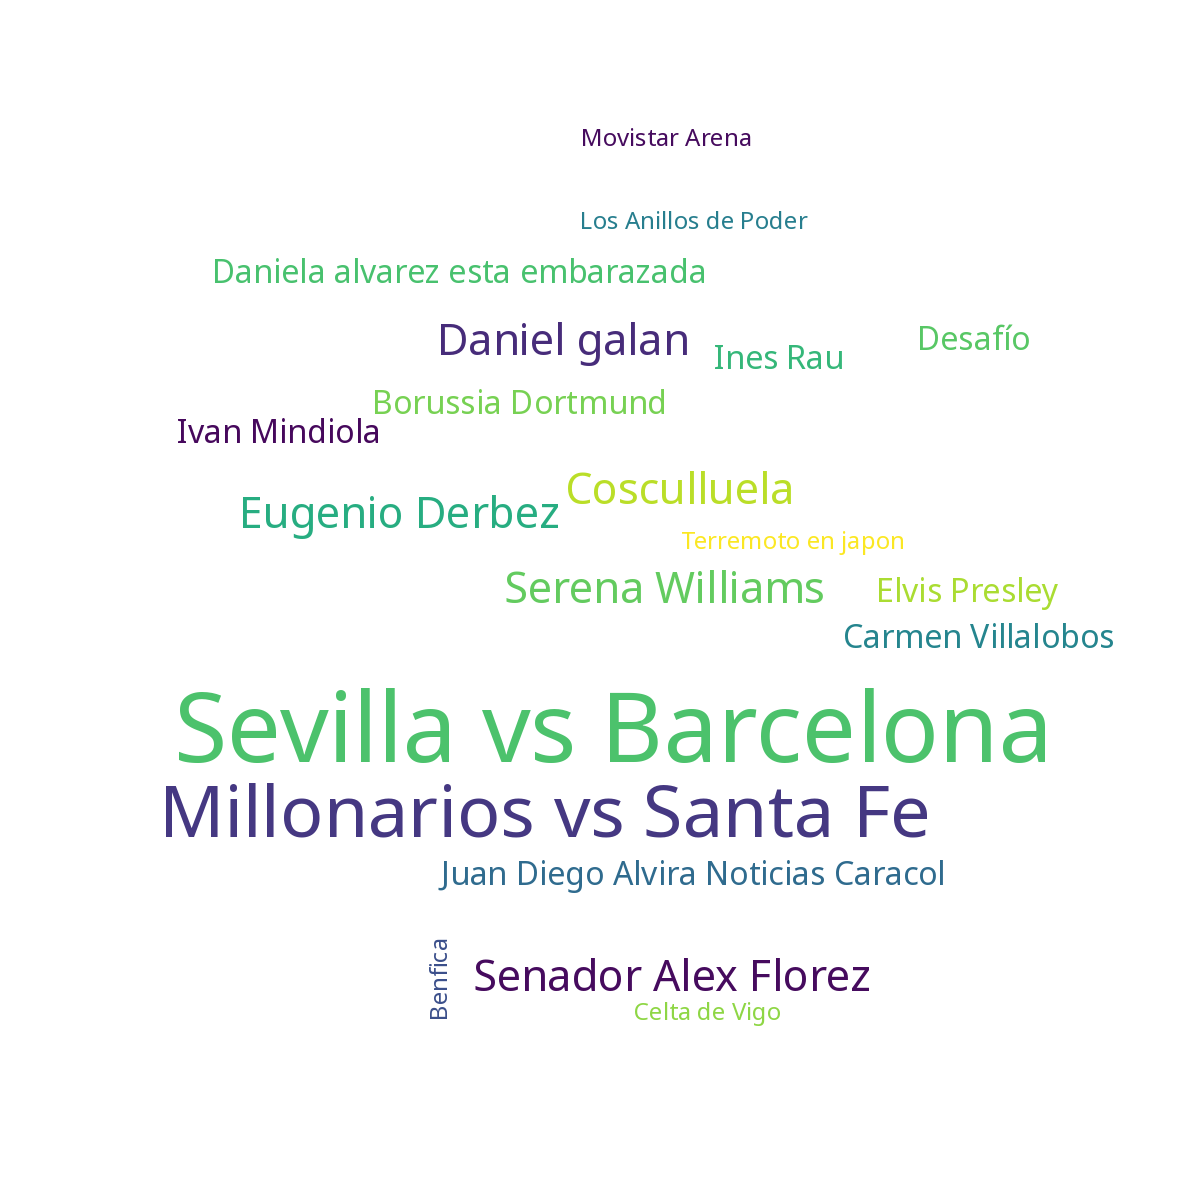 Movistar Arena
Los Anillos de Poder
Daniela alvarez esta embarazada
Daniel galan
Desafío
Ines Rau
Borussia Dortmund
Ivan Mindiola
Cosculluela
Eugenio Derbez
Terremoto en japon
Serena Williams
Elvis Presley
Carmen Villalobos
Sevilla vs Barcelona
Millonarios vs Santa Fe
Juan Diego Alvira Noticias Caracol
Benfica
Senador Alex Florez
Celta de Vigo